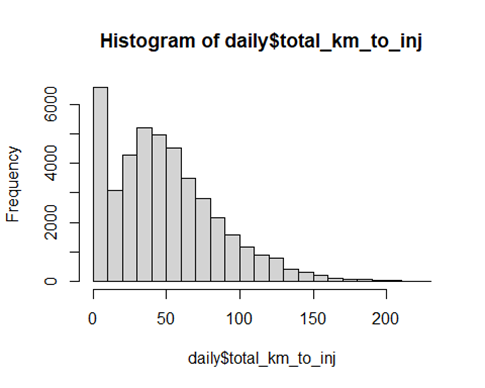 Histogram of daily$total_km_to_inj
Frequency
6000
4000
2000
0
0 50 100 150 200
daily$total_km_to_inj